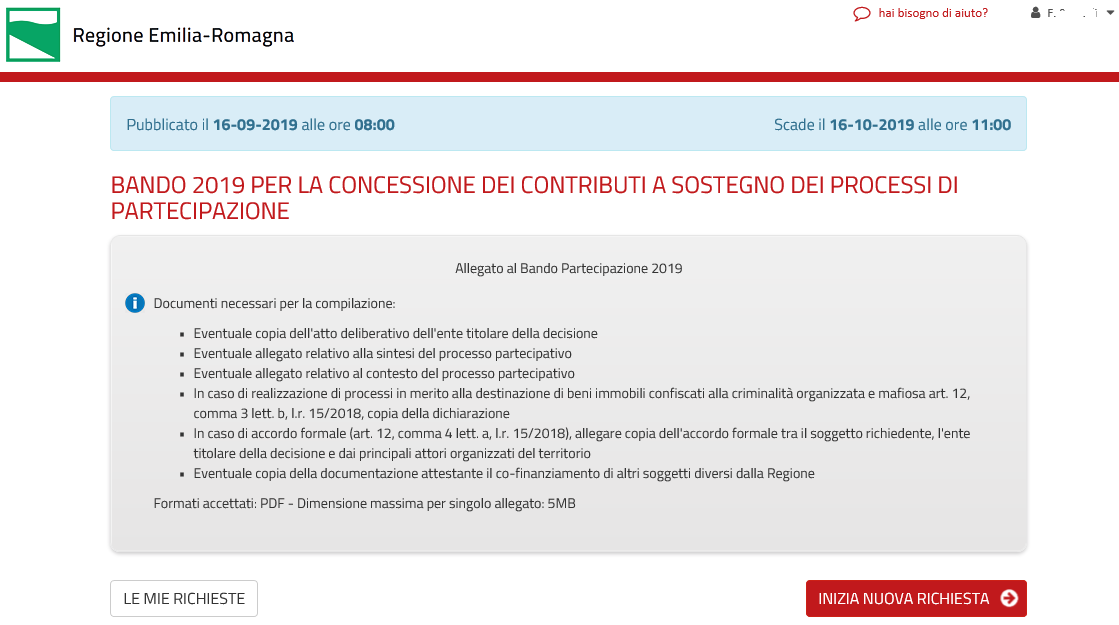 hai bisogno di aiuto?
Regione Emilia-Romagna
Pubblicato il 16-09-2019 alle ore 08:00
Scade il 16-10-2019 alle ore 11:00
BANDO 2019 PER LA CONCESSIONE DEI CONTRIBUTI A SOSTEGNO DEI PROCESSI DI
PARTECIPAZIONE
Allegato al Bando Partecipazione 2019
Documenti necessari per la compilazione:
Eventuale copia dell'atto deliberativo dell'ente titolare della decisione
Eventuale allegato relativo alla sintesi del processo partecipativo
Eventuale allegato relativo al contesto del processo partecipativo
In caso di realizzazione di processi in merito alla destinazione di beni immobili confiscati alla criminalità organizzata e mafiosa art. 12,
comma 3 lett. b, l.r. 15/2018, copia della dichiarazione
In caso di accordo formale (art. 12, comma 4 lett. a, l.r. 15/2018), allegare copia dell'accordo formale tra il soggetto richiedente, l'ente
titolare della decisione e dai principali attori organizzati del territorio
Eventuale copia della documentazione attestante il co-finanziamento di altri soggetti diversi dalla Regione
Formati accettati: PDF - Dimensione massima per singolo allegato: 5MB
LE MIE RICHIESTE
INIZIA NUOVA RICHIESTA